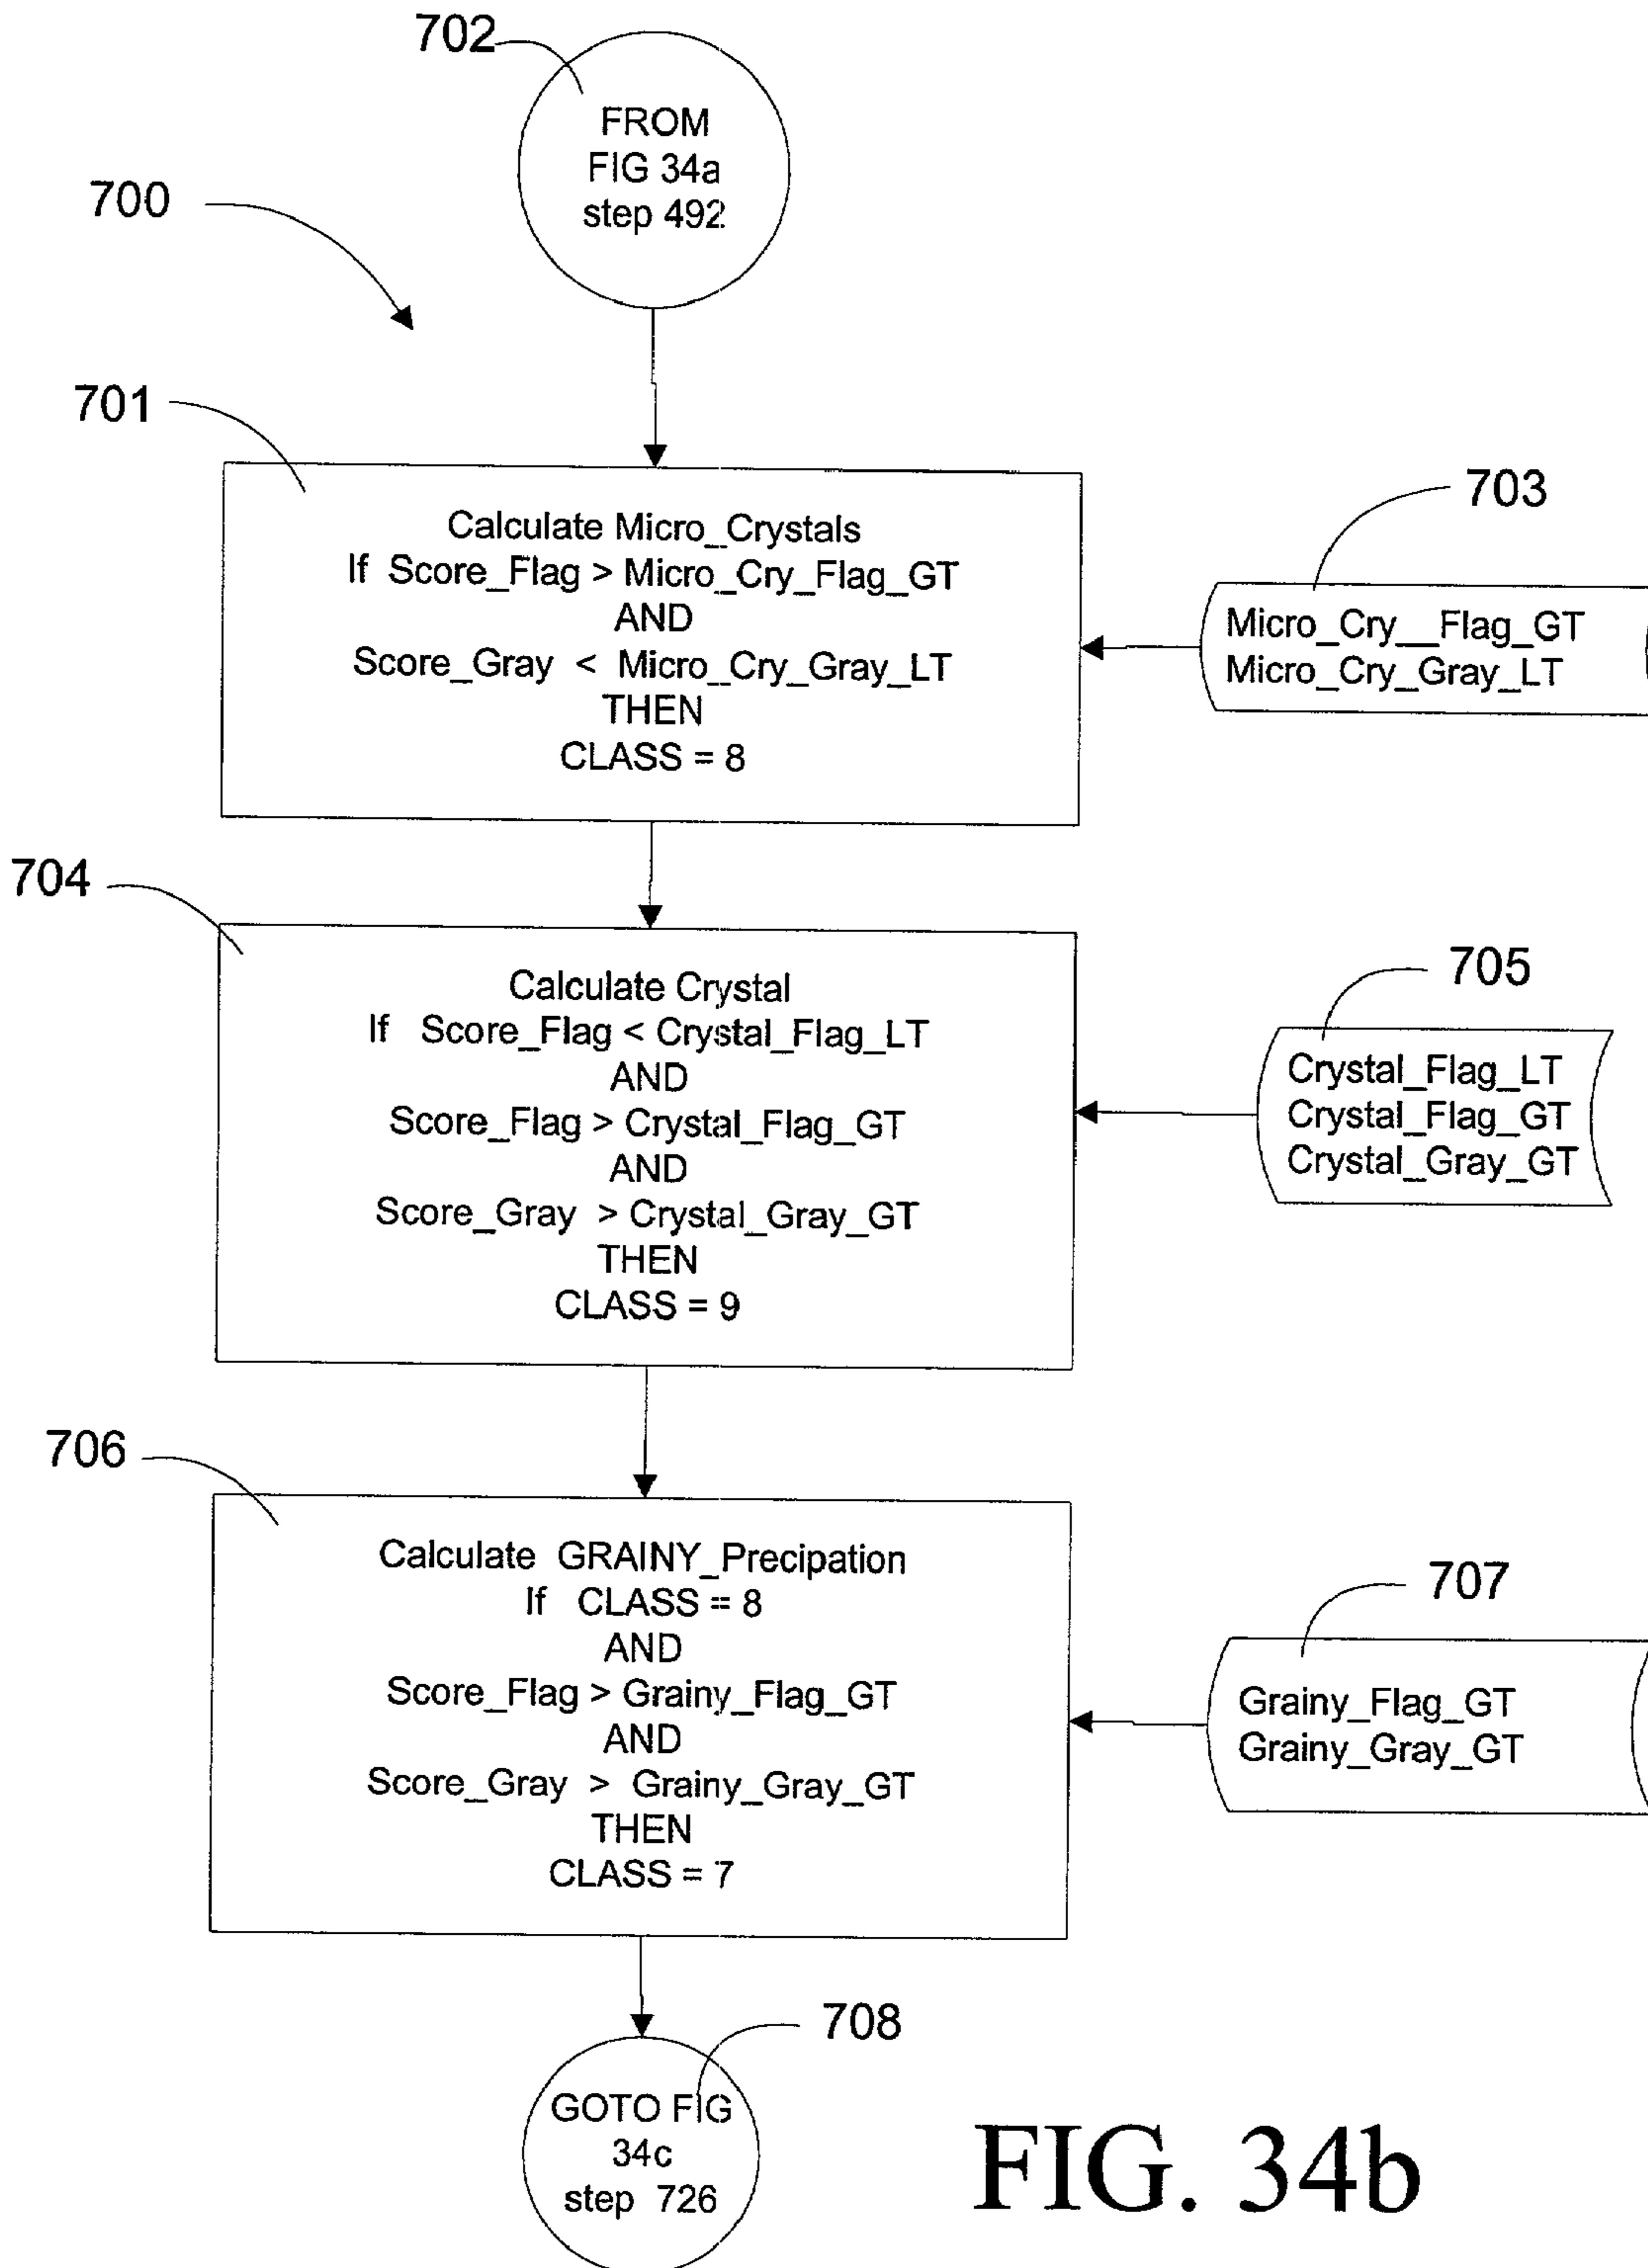 702
FROM
FIG 34a
step 492
700
701
Calculate Micro_Crystals
If Score_Flag > Micro_Cry_Flag_GT
AND
Score_Gray < Micro_Cry_Gray_LT
THEN
CLASS = 8
703
Micro_Cry__Flag_GT
Micro_Cry_Gray_LT
704
Calculate Crystal
If Score_Flag < Crystal_Flag_LT
AND
Score_Flag > Crystal_Flag_GT
AND
Score_Gray > Crystal_Gray_GT
THEN
CLASS = 9
705
Crystal_Flag_LT
Crystal_Flag_GT
Crystal_Gray_GT
706
Calculate GRAINY_Precipation
If CLASS = 8
AND
Score_Flag > Grainy_Flag_GT
AND
Score_Gray > Grainy_Gray_GT
THEN
CLASS = 7
707
Grainy_Flag_GT
Grainy_Gray_GT
708
GOTO FIG
34c
step 726
FIG. 34b